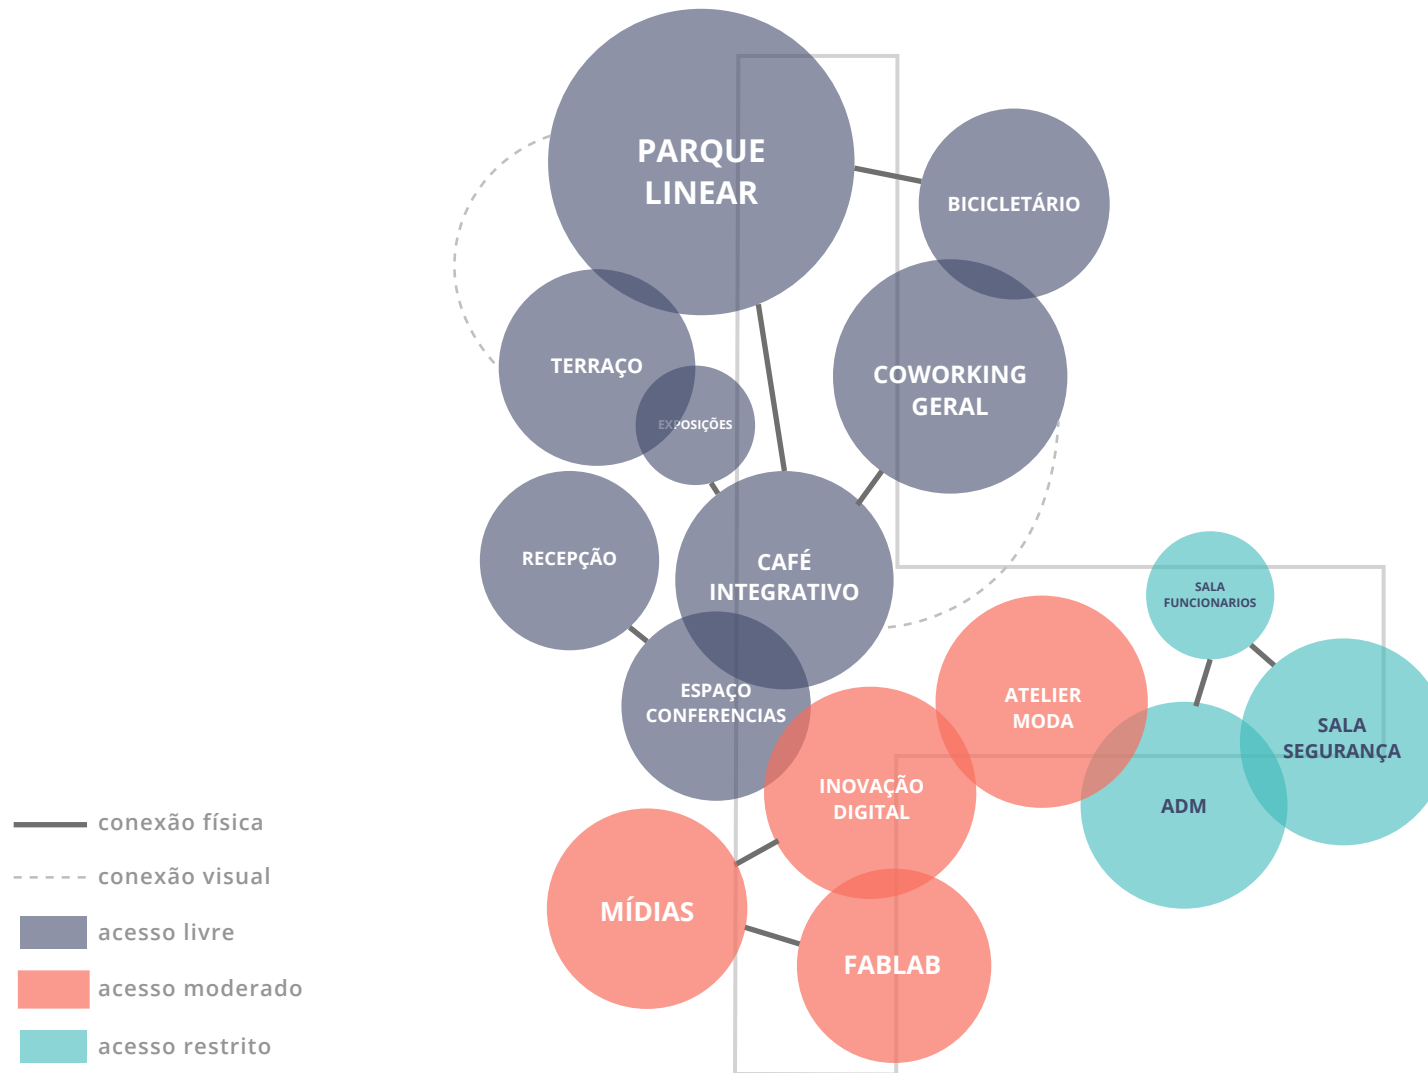 PARQUE
LINEAR
BICICLETÁRIO
TERRAÇO
COWORKING
GERAL
EXPOSIÇÕES
RECEPÇÃO
CAFÉ
INTEGRATIVO
SALA
FUNCIONARIOS
ESPAÇO
CONFERENCIAS
ATELIER
MODA
SALA
SEGURANÇA
INOVAÇÃO
DIGITAL
ADM
MÍDIAS
FABLAB
conexão física
conexão visual
acesso livre
acesso moderado
acesso restrito